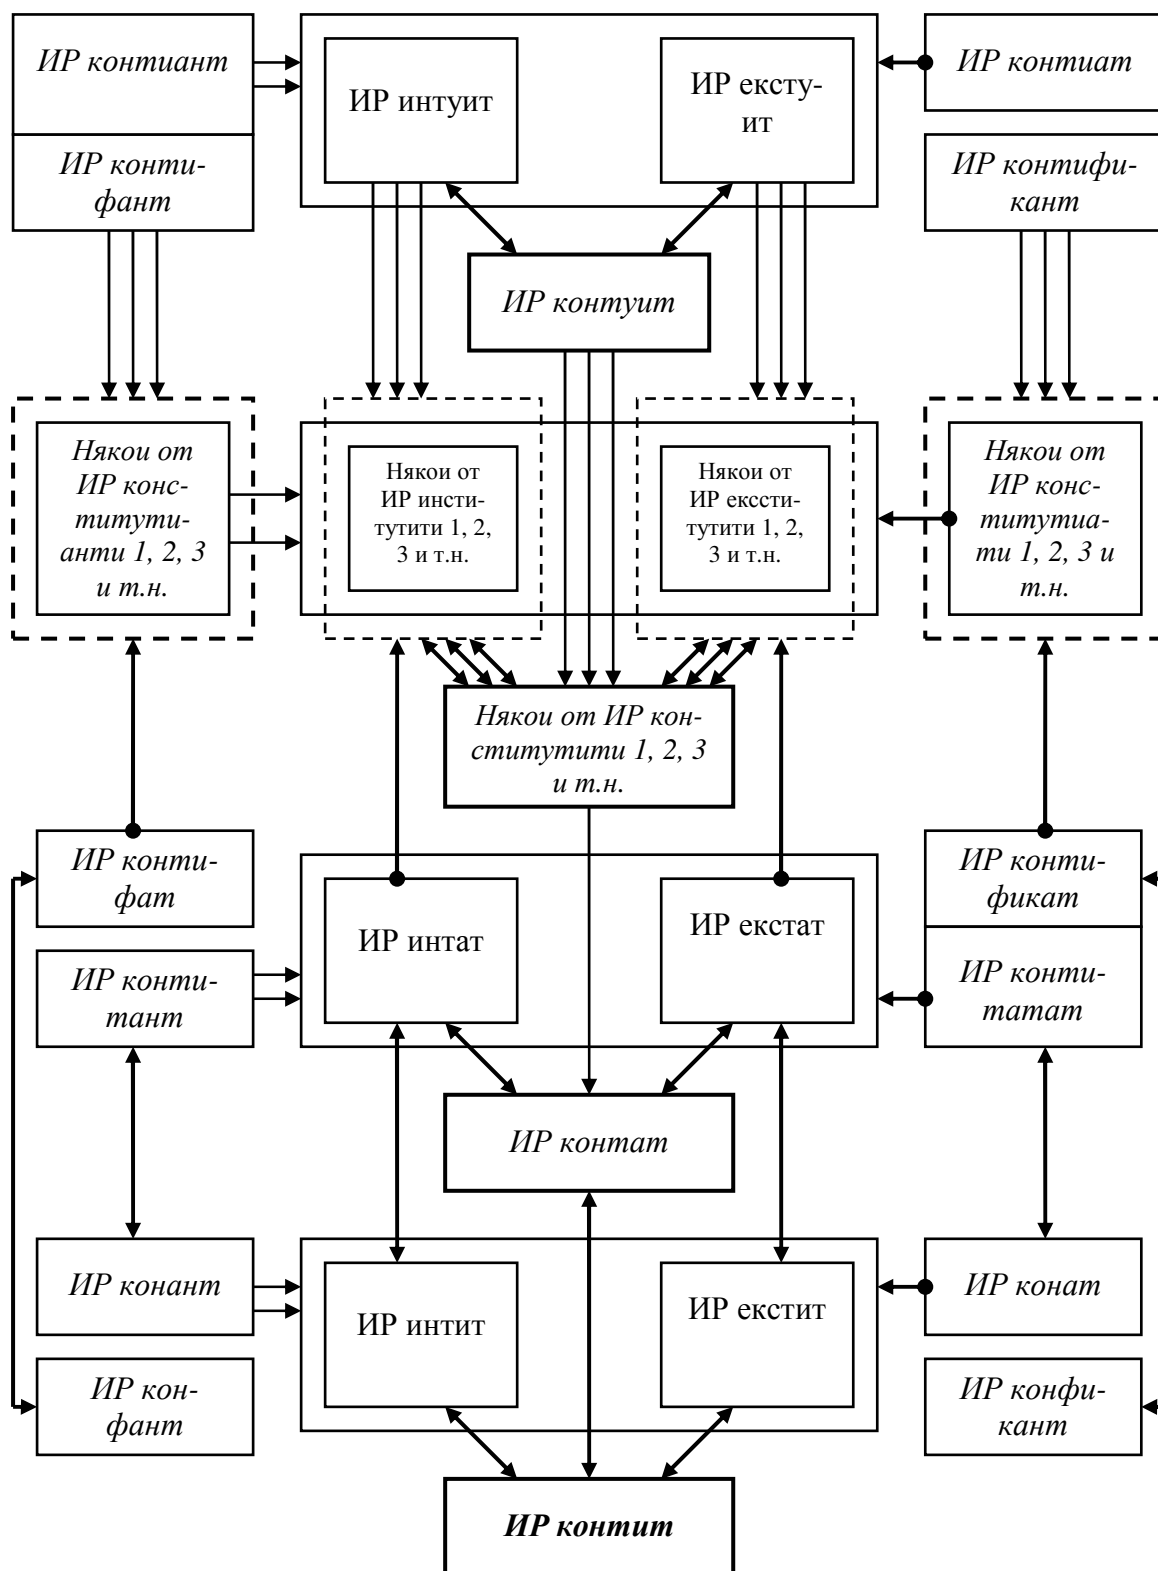 ИР контиант
ИР интуит
ИРексту-
ит
ИР контиат
ИР конти-
фант
ИР контифи-
кант
ИР контуит
Някои от
ИР конс-
титути-
анти 1, 2, 3
и т.н.
Някои от
ИР инсти-
тутити 1, 2,
3 и т.н.
Някои от
ИР ексcти-
тутити 1, 2,
3 и т.н.
Някои от
ИР конс-
титутиа-
ти 1, 2, 3 и
т.н.
Някои от ИР кон-
ститутити 1, 2, 3
и т.н.
ИР конти-
фат
ИР интат
ИР екстат
ИР конти-
фикат
ИР конти-
тант
ИР конти-
татат
ИР контат
ИР конант
ИР интит
ИР екстит
ИР конат
ИР кон-
фант
ИР конфи-
кант
ИР контит